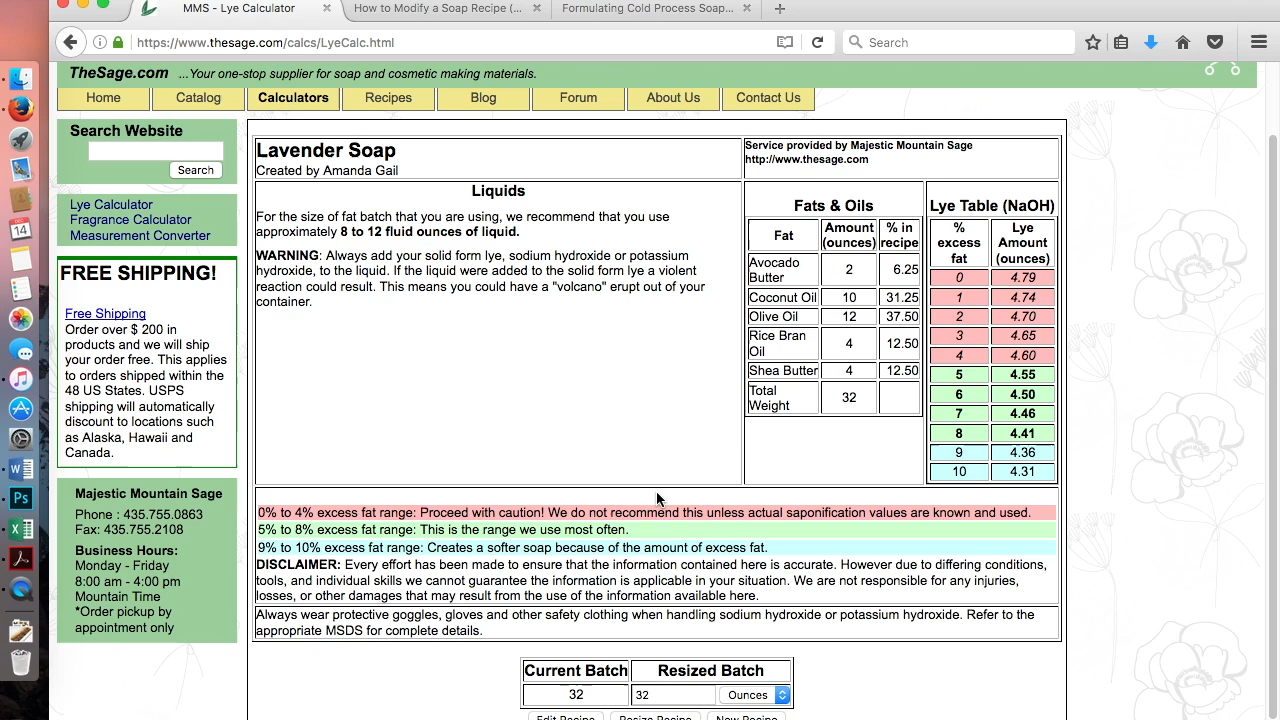 MMS - Lye Calculator
How to Modify a Soap Recipe (...
Formulating Cold Process Soap...
https://www.thesage.com/calcs/LyeCalc.html
Search
TheSage.com ...Your one-stop supplier for soap and cosmetic making materials.
Home Catalog Calculators Recipes Blog Forum About Us Contact Us
Search Website
Search
Lye Calculator
Fragrance Calculator
Measurement Converter
FREE SHIPPING!
Free Shipping
Order over $ 200 in
products and we will ship
your order free. This applies
to orders shipped within the
48 US States. USPS
shipping will automatically
discount to locations such
as Alaska, Hawaii and
Canada.
Majestic Mountain Sage
Phone : 435.755.0863
Fax: 435.755.2108
Business Hours:
Monday - Friday
8:00 am - 4:00 pm
Mountain Time
*Order pickup by
appointment only
Lavender Soap
Created by Amanda Gail
Service provided by Majestic Mountain Sage
http://www.thesage.com
Liquids
For the size of fat batch that you are using, we recommend that you use
approximately 8 to 12 fluid ounces of liquid.
WARNING: Always add your solid form lye, sodium hydroxide or potassium
hydroxide, to the liquid. If the liquid were added to the solid form lye a violent
reaction could result. This means you could have a "volcano" erupt out of your
container.
Fats & Oils
Fat Amount (ounces) % in recipe
Avocado Butter 2 6.25
Coconut Oil 10 31.25
Olive Oil 12 37.50
Rice Bran Oil 4 12.50
Shea Butter 4 12.50
Total Weight 32
Lye Table (NaOH)
% excess fat Lye Amount (ounces)
0 4.79
1 4.74
2 4.70
3 4.65
4 4.60
5 4.55
6 4.50
7 4.46
8 4.41
9 4.36
10 4.31
0% to 4% excess fat range: Proceed with caution! We do not recommend this unless actual saponification values are known and used.
5% to 8% excess fat range: This is the range we use most often.
9% to 10% excess fat range: Creates a softer soap because of the amount of excess fat.
DISCLAIMER: Every effort has been made to ensure that the information contained here is accurate. However due to differing conditions,
tools, and individual skills we cannot guarantee the information is applicable in your situation. We are not responsible for any injuries,
losses, or other damages that may result from the use of the information available here.
Always wear protective goggles, gloves and other safety clothing when handling sodium hydroxide or potassium hydroxide. Refer to the
appropriate MSDS for complete details.
Current Batch Resized Batch
32 32 Ounces
Edit Recipe Resize Recipe New Recipe
DEC
14
W
Ps
X